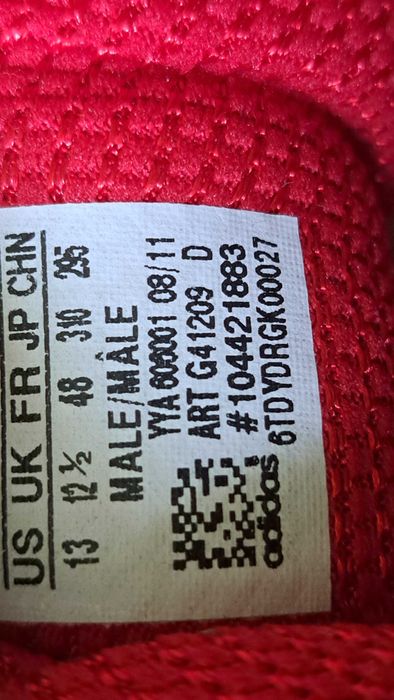 US UK FR JP CHN
13 12½ 48 310 295
MALE/MÂLE
YYA 606001 08/11
ART G41209 D
#104421883
6TDYDRGK00027
adidas